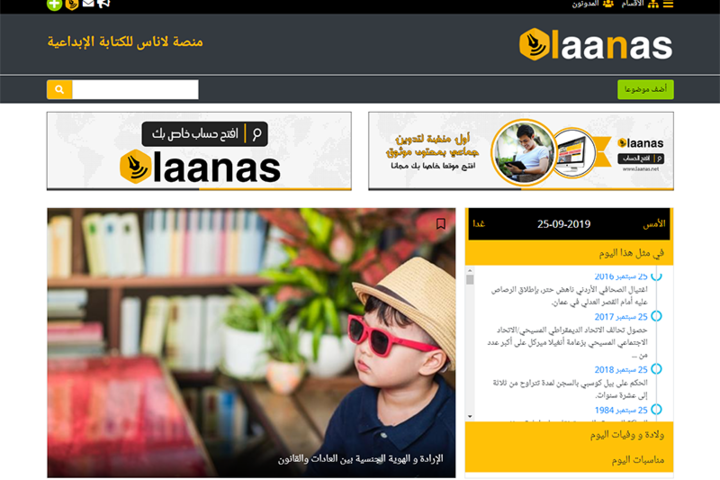 الأقسام المدونون
laanas
منصة لاناس للكتابة الإبداعية
أضف موضوعا
laanas
افتح الحساب
www.laanas.net
أول منصة لتدوين
جماعي بمحتوى موثوق
افتح موقعا خاصا بك مجانا
افتح حساب خاص بك
laanas
الأمس 25-09-2019 غدا
في مثل هذا اليوم
25 سبتمبر 2016
اغتيال الصحافي الأردني ناهض حتر، بإطلاق الرصاص
عليه أمام القصر العدلي في عمان.
25 سبتمبر 2017
حصول تحالف الاتحاد الديمقراطي المسيحي/الاتحاد
الاجتماعي المسيحي بزعامة أنغيلا ميركل على أكبر عدد
من ...
25 سبتمبر 2018
الحكم على بيل كوسبي بالسجن لمدة تتراوح من ثلاثة
إلى عشرة سنوات.
25 سبتمبر 1984
ولادة و وفيات اليوم
مناسبات اليوم
الإرادة و الهوية الجنسية بين العادات والقانون